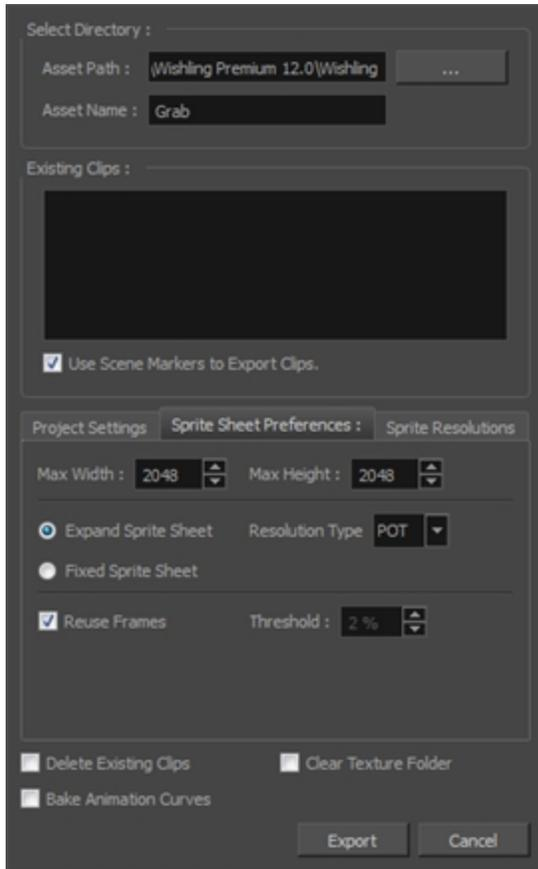 Select Directory :
Asset Path : \Wishling Premium 12.0\Wishling ...
Asset Name : Grab
Existing Clips :
Use Scene Markers to Export Clips.
Project Settings Sprite Sheet Preferences : Sprite Resolutions
Max Width : 2048 Max Height : 2048
Expand Sprite Sheet Resolution Type POT
Fixed Sprite Sheet
Reuse Frames Threshold : 2 %
Delete Existing Clips Clear Texture Folder
Bake Animation Curves
Export Cancel